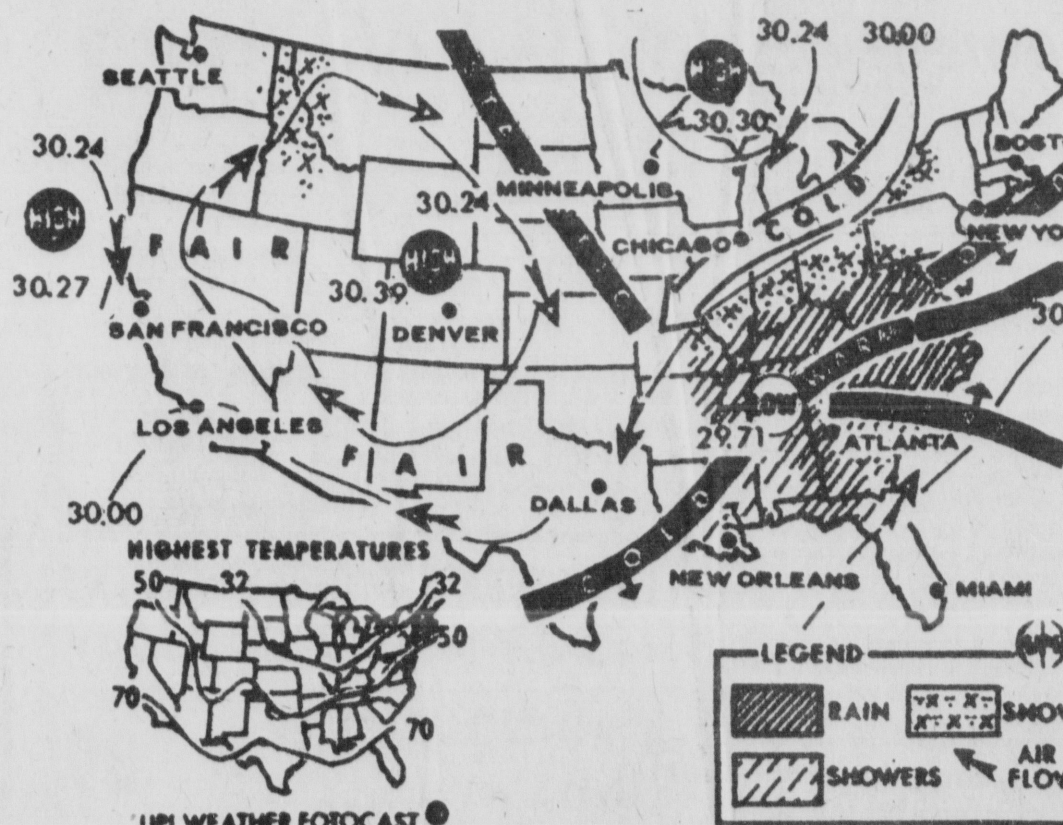 30.24 30.00
SEATTLE HIGH
30.30
30.24
BOST
HIGH
MINNEAPOLIS
30.24
COLD
CHICAGO
NEW YO
FAIR
HIGH
30.27
30.39
30
SAN FRANCISCO
DENVER
WARM
LOW
LOS ANGELES
29.71
ATLANTA
FAIR
DALLAS
30.00
COLD
HIGHEST TEMPERATURES
NEW ORLEANS
MIAMI
50 32 32
50
70
70
LEGEND
UPI
RAIN
SNOW
SHOWERS
AIR
FLOW
UPI WEATHER FOTOCAST